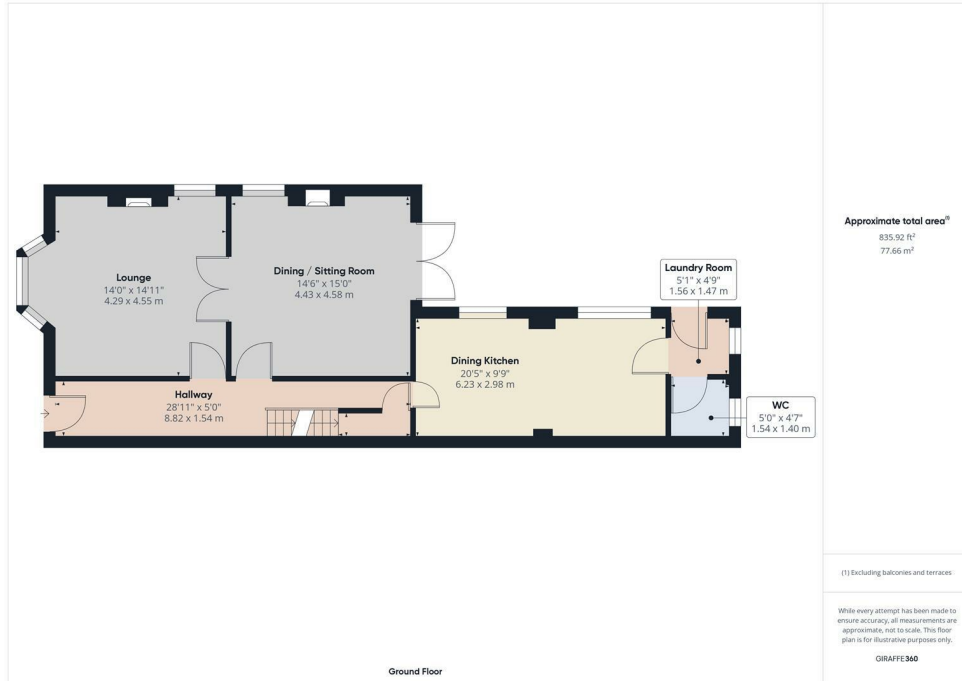 Lounge
14'0" x 14'11"
4.29 x 4.55 m
Dining / Sitting Room
14'6" x 15'0"
4.43 x 4.58 m
Laundry Room
5'1" x 4'9"
1.56 x 1.47 m
Dining Kitchen
20'5" x 9'9"
6.23 x 2.98 m
Hallway
28'11" x 5'0"
8.82 x 1.54 m
WC
5'0" x 4'7"
1.54 x 1.40 m
Ground Floor
Approximate total area(1)
835.92 ft²
77.66 m²
(1) Excluding balconies and terraces
While every attempt has been made to
ensure accuracy, all measurements are
approximate, not to scale. This floor
plan is for illustrative purposes only.
GIRAFFE360